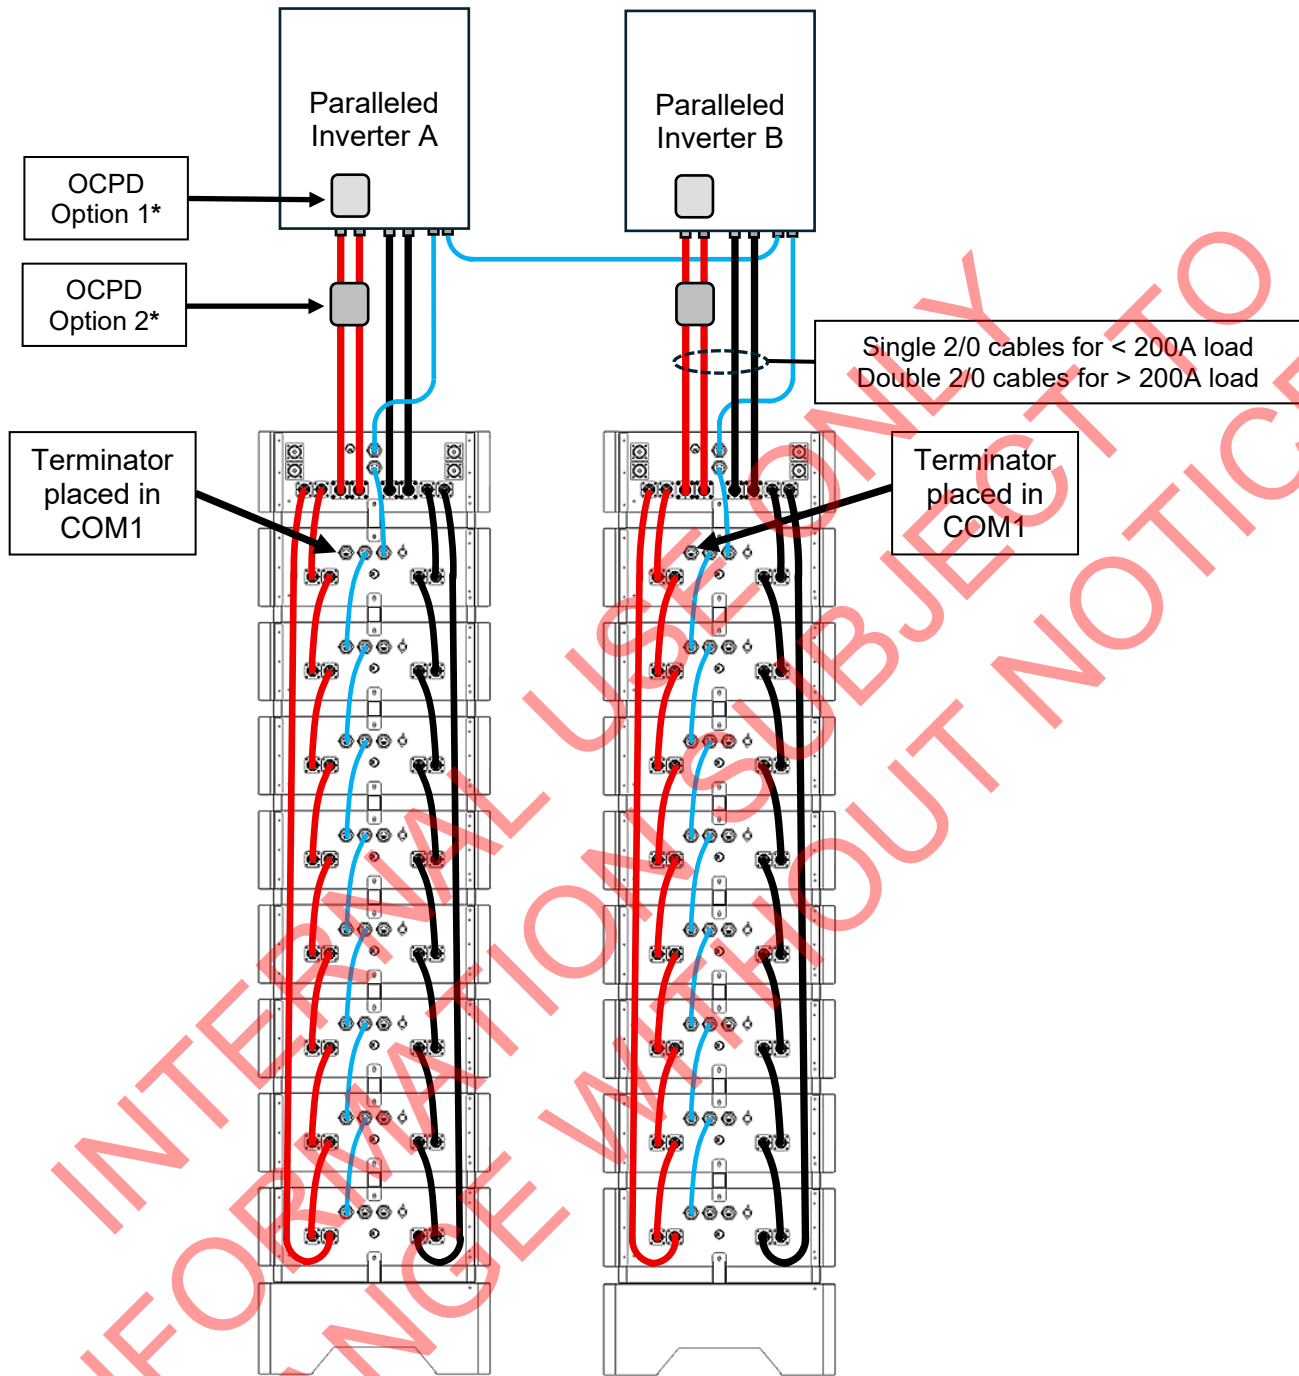 Paralleled
Inverter A
Paralleled
Inverter B
OCPD
Option 1*
OCPD
Option 2*
Single 2/0 cables for < 200A load
Double 2/0 cables for > 200A load
Terminator
placed in
COM1
Terminator
placed in
COM1
INTERNAL USE ONLY
INFORMATION SUBJECT TO
CHANGE WITHOUT NOTICE